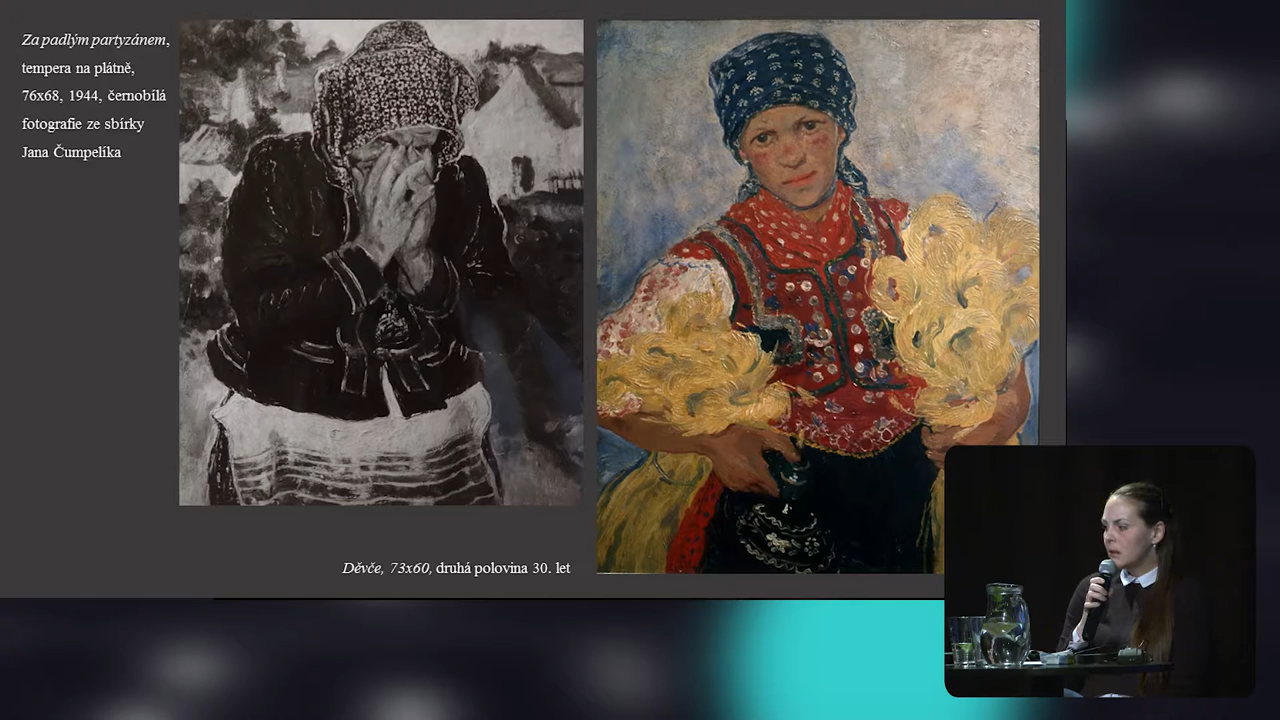 Za padlým partyzánem,
tempera na plátně,
76x68, 1944, černobílá
fotografie ze sbírky
Jana Čumpelíka
Děvče, 73x60, druhá polovina 30. let